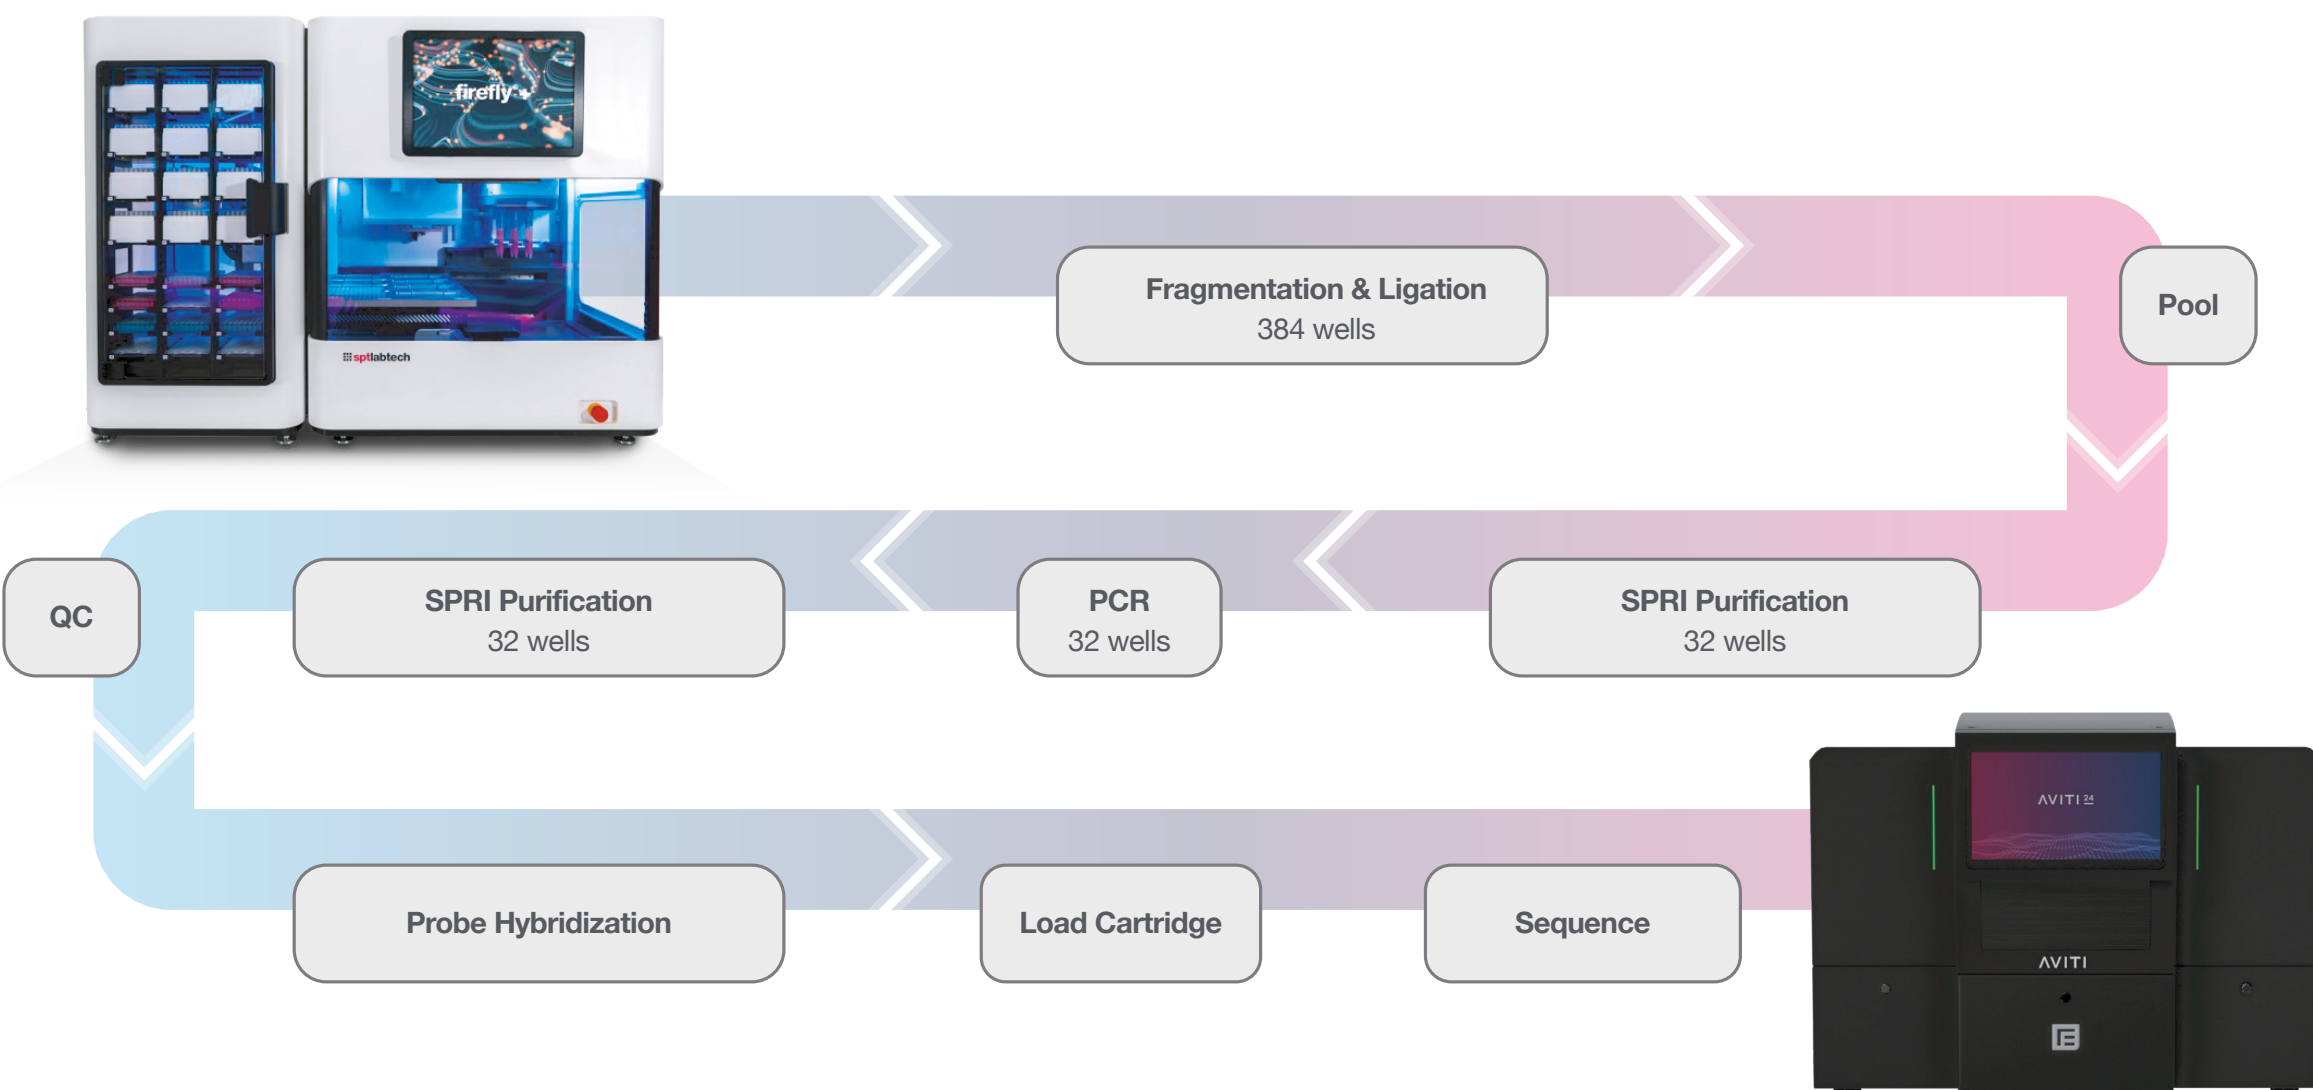 firefly+
sptlabtech
Fragmentation & Ligation
384 wells
Pool
SPRI Purification
32 wells
PCR
32 wells
SPRI Purification
32 wells
QC
Probe Hybridization
Load Cartridge
Sequence
AVITI 24
AVITI